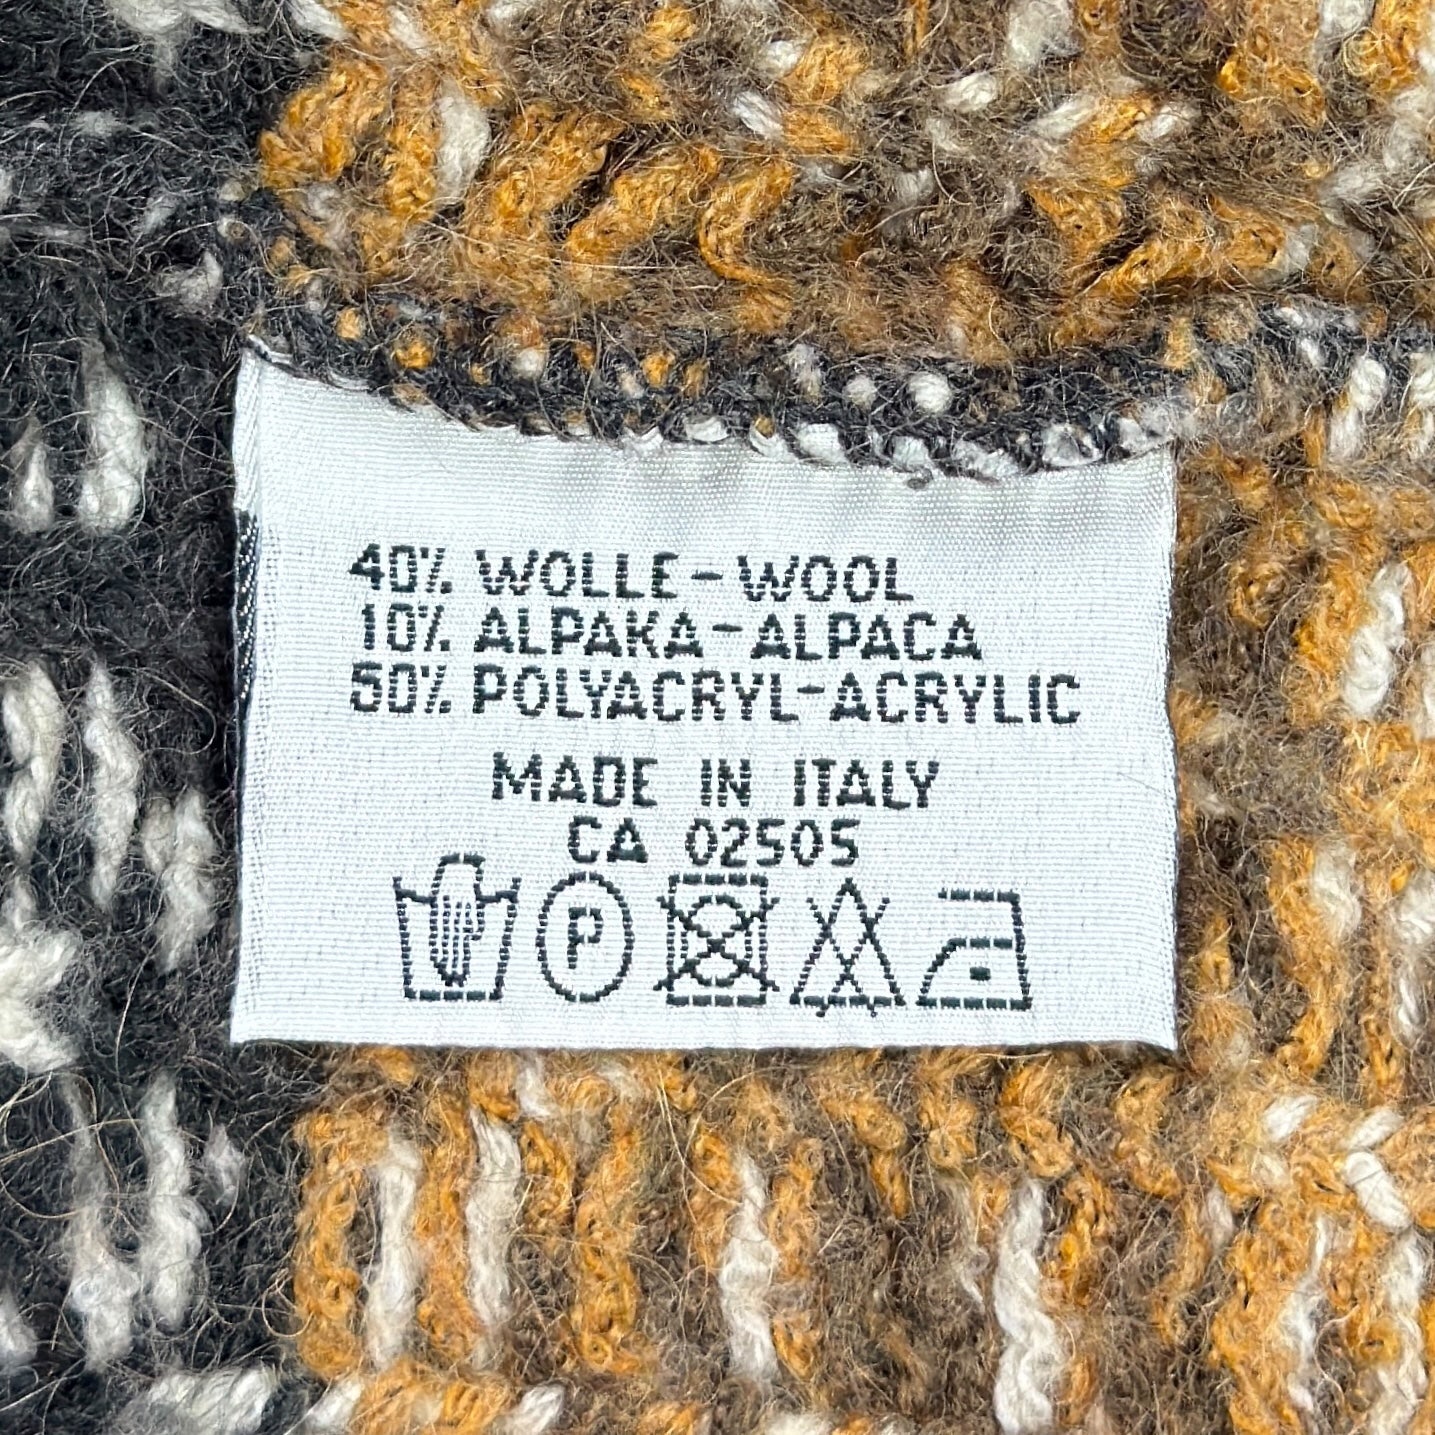 40% WOLLE-WOOL
10% ALPAKA-ALPACA
50% POLYACRYL-ACRYLIC
MADE IN ITALY
CA 02505
P